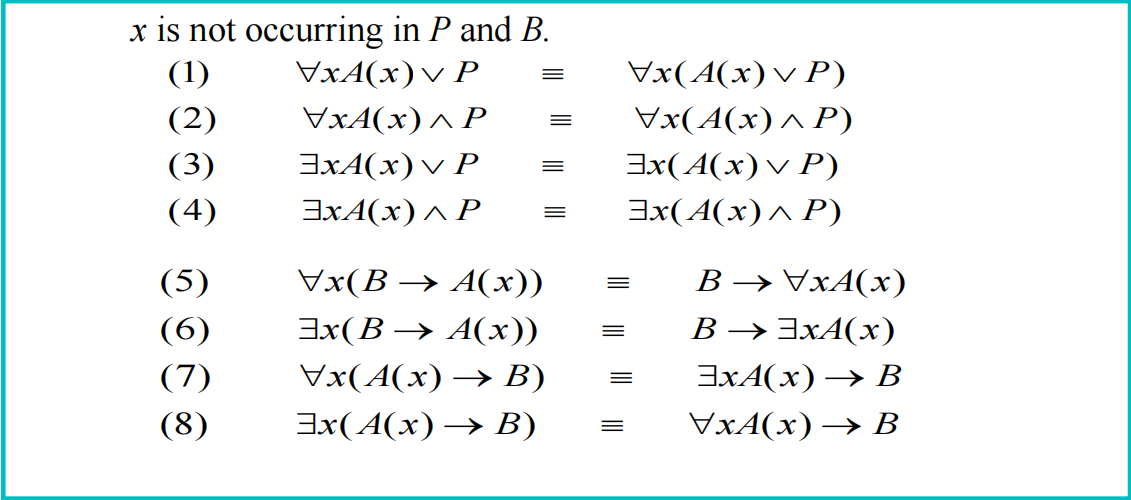 x is not occurring in P and B.
(1) ∀xA(x) ∨ P ≡ ∀x(A(x) ∨ P)
(2) ∀xA(x) ∧ P ≡ ∀x(A(x) ∧ P)
(3) ∃xA(x) ∨ P ≡ ∃x(A(x) ∨ P)
(4) ∃xA(x) ∧ P ≡ ∃x(A(x) ∧ P)
(5) ∀x(B → A(x)) ≡ B → ∀xA(x)
(6) ∃x(B → A(x)) ≡ B → ∃xA(x)
(7) ∀x(A(x) → B) ≡ ∃xA(x) → B
(8) ∃x(A(x) → B) ≡ ∀xA(x) → B